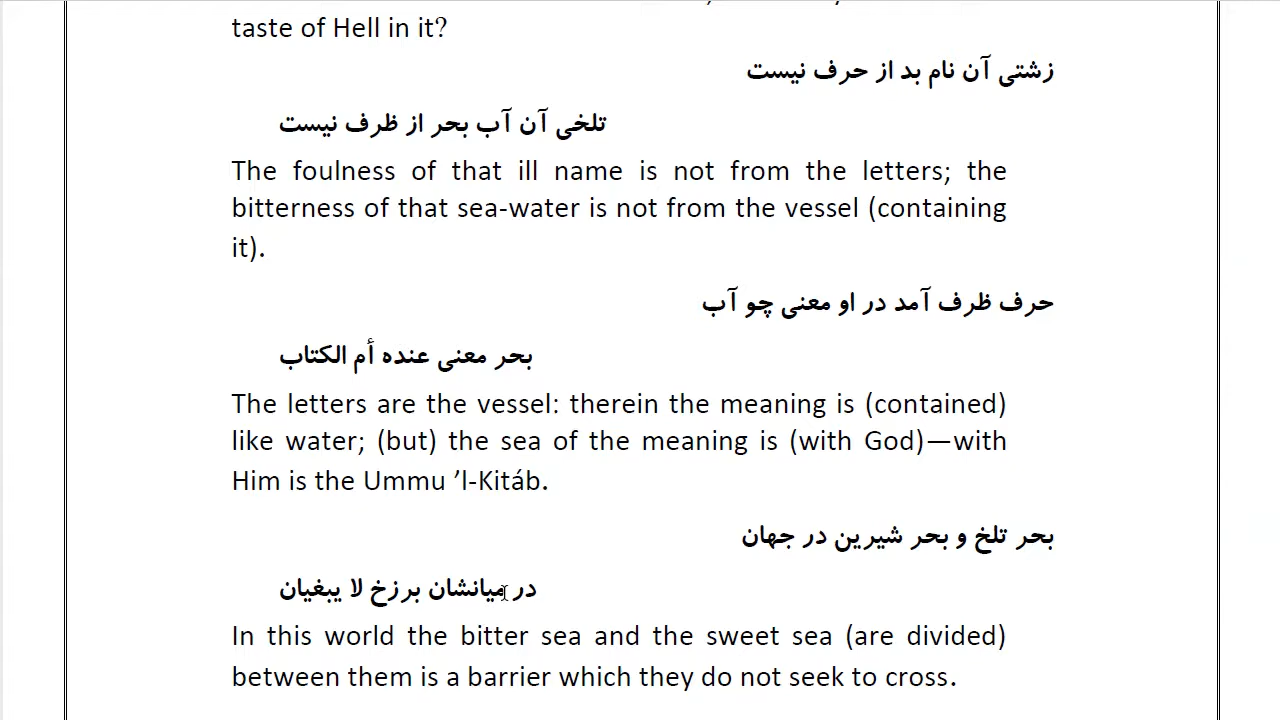 taste of Hell in it?
زشتی آن نام بد از حرف نیست
تلخی آن آب بحر از ظرف نیست
The foulness of that ill name is not from the letters; the
bitterness of that sea-water is not from the vessel (containing
it).
حرف ظرف آمد در او معنی چو آب
بحر معنی عنده أم الکتاب
The letters are the vessel: therein the meaning is (contained)
like water; (but) the sea of the meaning is (with God)—with
Him is the Ummu ’l-Kitáb.
بحر تلخ و بحر شیرین در جهان
در میانشان برزخ لا یبغیان
In this world the bitter sea and the sweet sea (are divided)
between them is a barrier which they do not seek to cross.